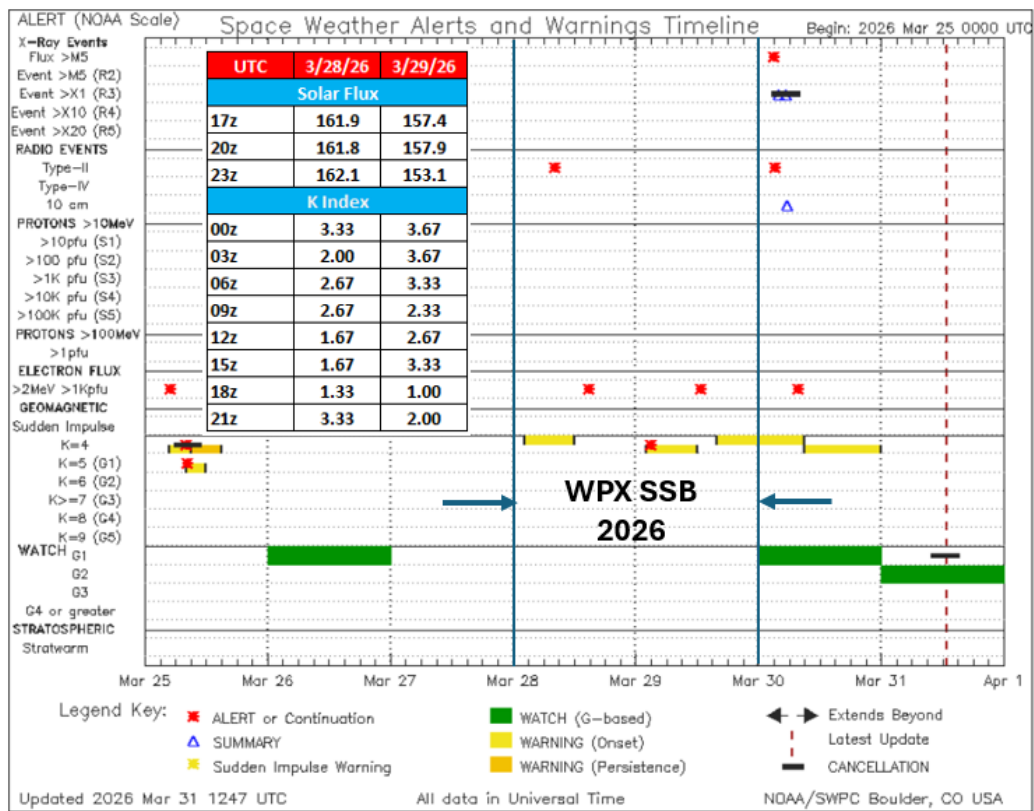 ALERT (NOAA Scale)
Space Weather Alerts and Warnings Timeline
Begin: 2026 Mar 25 0000 UTC
X-Ray Events
Flux >M5
Event >M5 (R2)
Event >X1 (R3)
Event >X10 (R4)
Event >X20 (R5)
RADIO EVENTS
Type-II
Type-IV
10 cm
PROTONS >10MeV
>10pfu (S1)
>100 pfu (S2)
>1K pfu (S3)
>10K pfu (S4)
>100K pfu (S5)
PROTONS >100MeV
>1pfu
ELECTRON FLUX
>2MeV >1Kpfu
GEOMAGNETIC
Sudden Impulse
K=4
K=5 (G1)
K=6 (G2)
K>=7 (G3)
K=8 (G4)
K=9 (G5)
WATCH G1
G2
G3
G4 or greater
STRATOSPHERIC
Stratwarm
UTC 3/28/26 3/29/26
Solar Flux
17z 161.9 157.4
20z 161.8 157.9
23z 162.1 153.1
K Index
00z 3.33 3.67
03z 2.00 3.67
06z 2.67 3.33
09z 2.67 2.33
12z 1.67 2.67
15z 1.67 3.33
18z 1.33 1.00
21z 3.33 2.00
WPX SSB
2026
Mar 25 Mar 26 Mar 27 Mar 28 Mar 29 Mar 30 Mar 31 Apr 1
Legend Key:
ALERT or Continuation
SUMMARY
Sudden Impulse Warning
WATCH (G-based)
WARNING (Onset)
WARNING (Persistence)
Extends Beyond
Latest Update
CANCELLATION
Updated 2026 Mar 31 1247 UTC
All data in Universal Time
NOAA/SWPC Boulder, CO USA